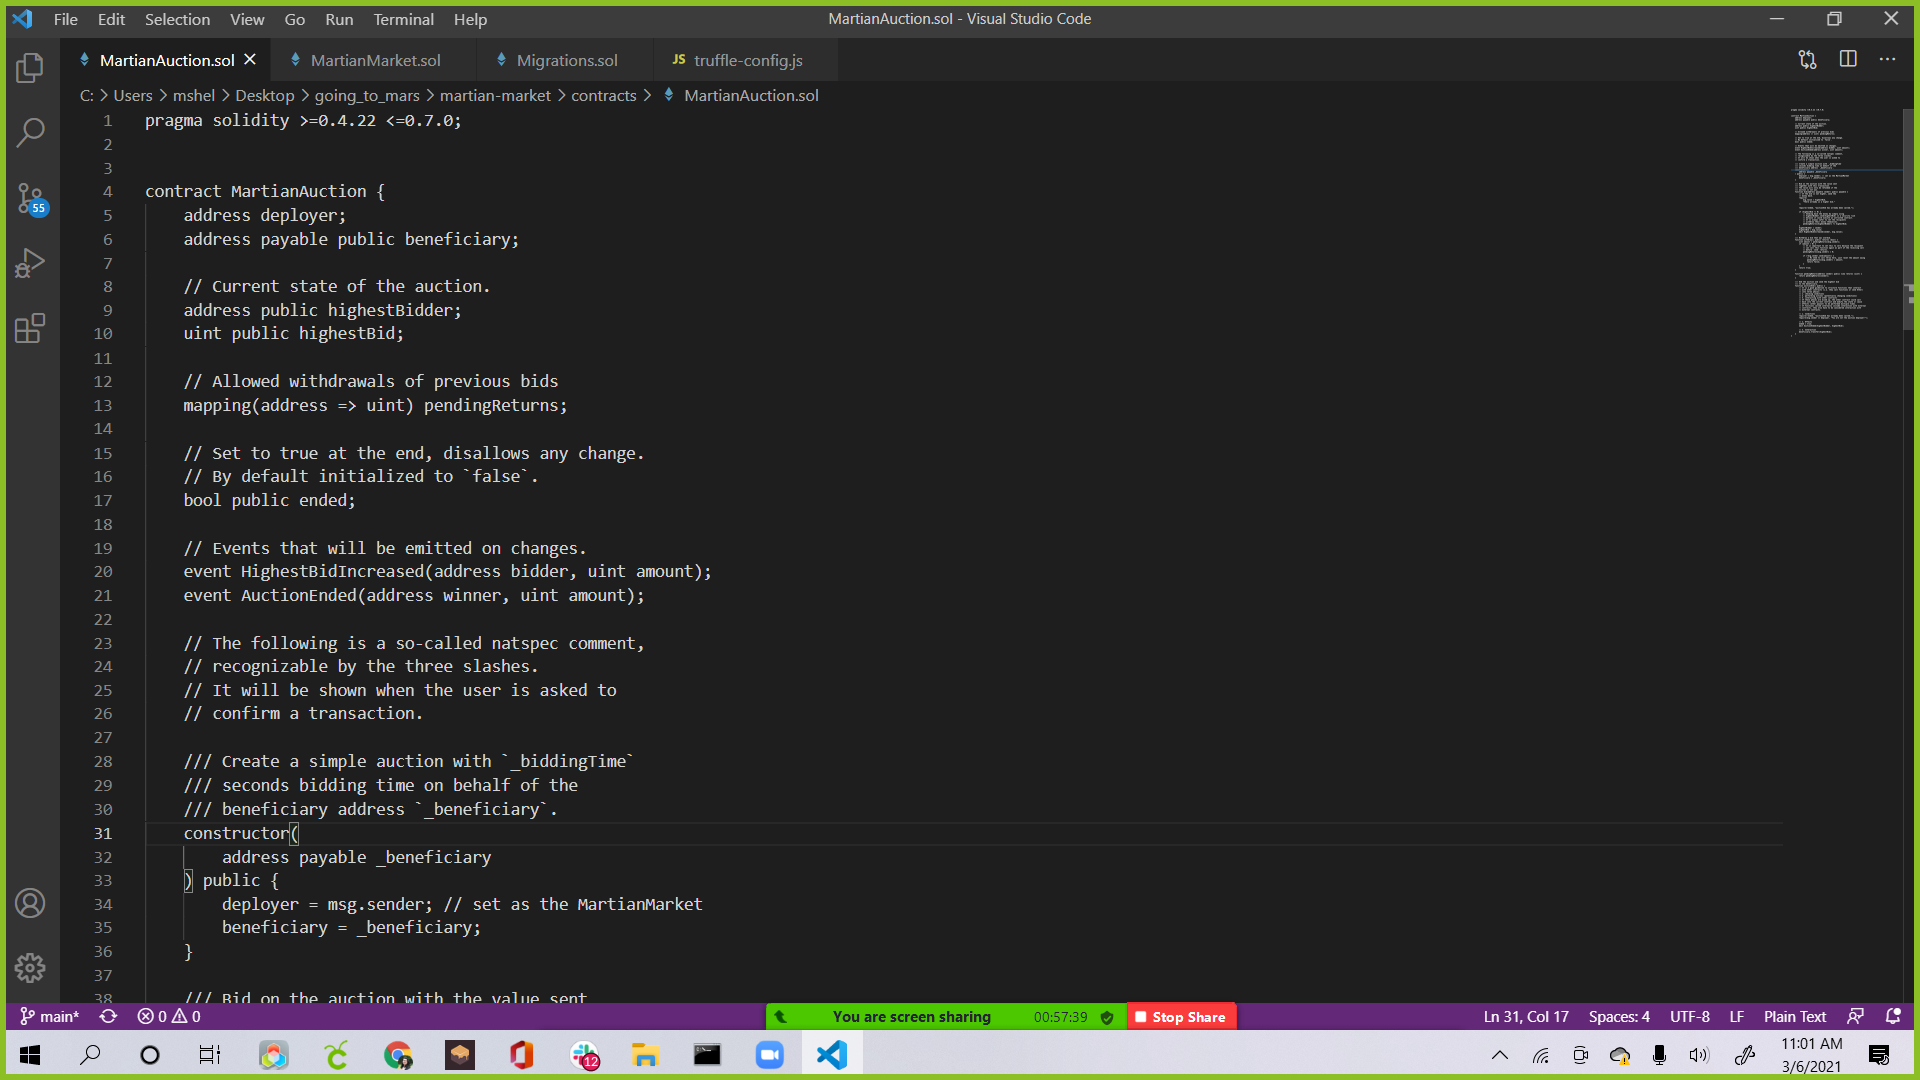 File Edit Selection View Go Run Terminal Help
MartianAuction.sol - Visual Studio Code
MartianAuction.sol MartianMarket.sol Migrations.sol JS truffle-config.js
C: > Users > mshel > Desktop > going_to_mars > martian-market > contracts > MartianAuction.sol
1 pragma solidity >=0.4.22 <=0.7.0;
2
3
4 contract MartianAuction {
5 address deployer;
6 address payable public beneficiary;
7
8 // Current state of the auction.
9 address public highestBidder;
10 uint public highestBid;
11
12 // Allowed withdrawals of previous bids
13 mapping(address => uint) pendingReturns;
14
15 // Set to true at the end, disallows any change.
16 // By default initialized to `false`.
17 bool public ended;
18
19 // Events that will be emitted on changes.
20 event HighestBidIncreased(address bidder, uint amount);
21 event AuctionEnded(address winner, uint amount);
22
23 // The following is a so-called natspec comment,
24 // recognizable by the three slashes.
25 // It will be shown when the user is asked to
26 // confirm a transaction.
27
28 /// Create a simple auction with `_biddingTime`
29 /// seconds bidding time on behalf of the
30 /// beneficiary address `_beneficiary`.
31 constructor(
32 address payable _beneficiary
33 ) public {
34 deployer = msg.sender; // set as the MartianMarket
35 beneficiary = _beneficiary;
36 }
37
38 /// Bid on the auction with the value sent
55
main* 0 0
You are screen sharing 00:57:39 Stop Share
Ln 31, Col 17 Spaces: 4 UTF-8 LF Plain Text
12
11:01 AM
3/6/2021